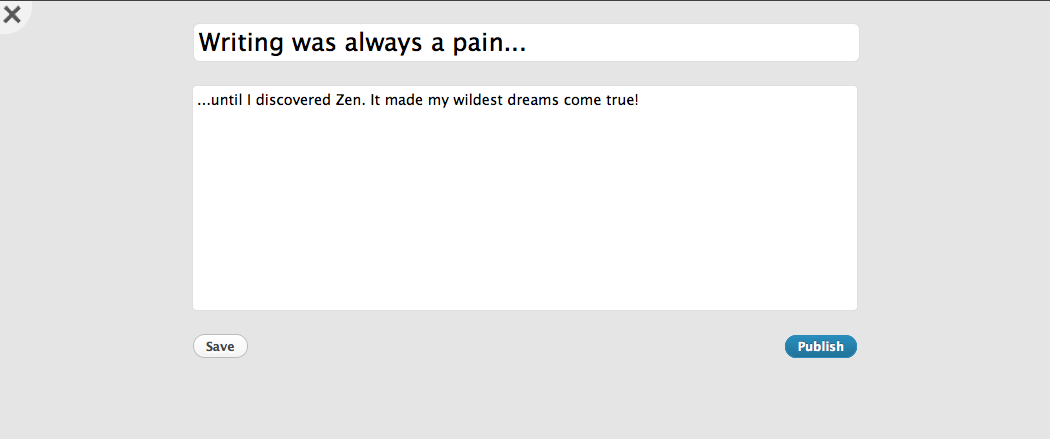 Writing was always a pain...
...until I discovered Zen. It made my wildest dreams come true!
Save
Publish